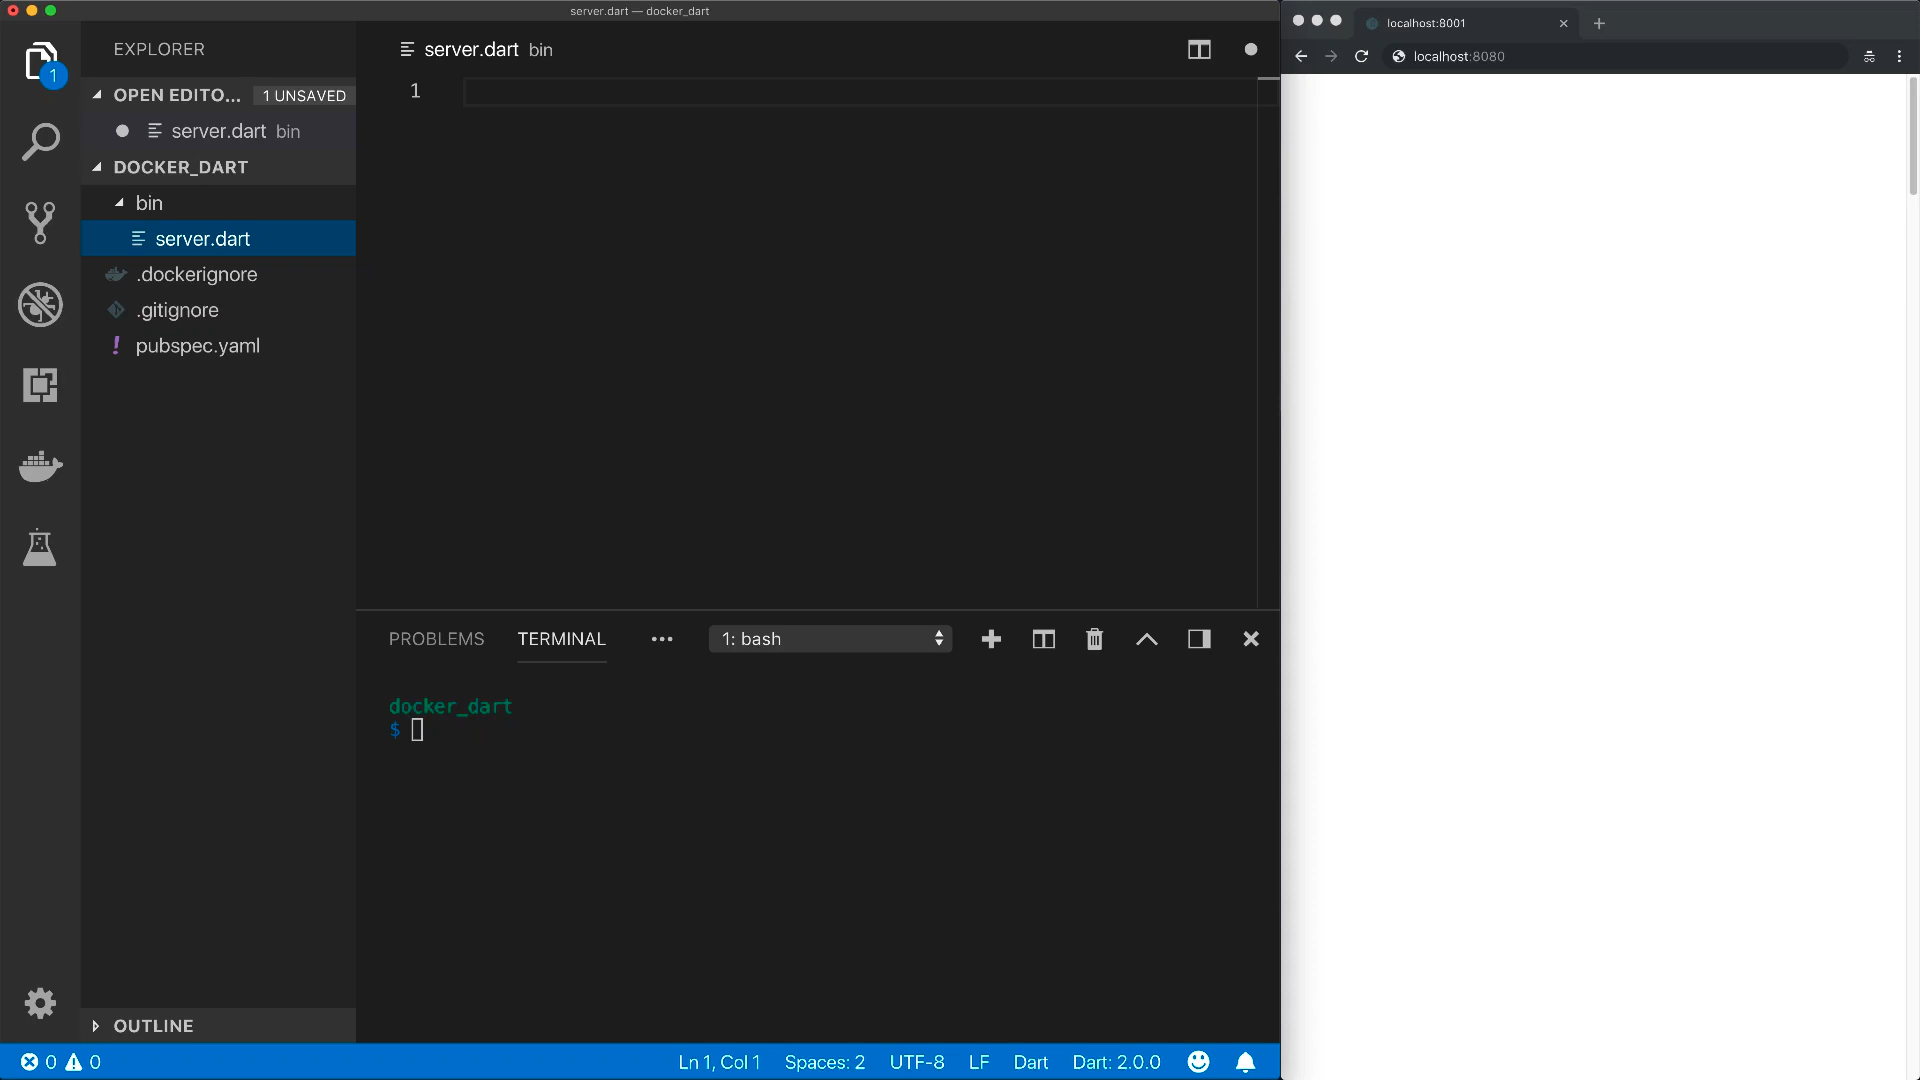 server.dart — docker_dart
EXPLORER
1
OPEN EDITO... 1 UNSAVED
server.dart bin
DOCKER_DART
bin
server.dart
.dockerignore
.gitignore
pubspec.yaml
OUTLINE
server.dart bin
1
PROBLEMS TERMINAL ... 1: bash
docker_dart
$
0 0 Ln 1, Col 1 Spaces: 2 UTF-8 LF Dart Dart: 2.0.0
localhost:8001
localhost:8080